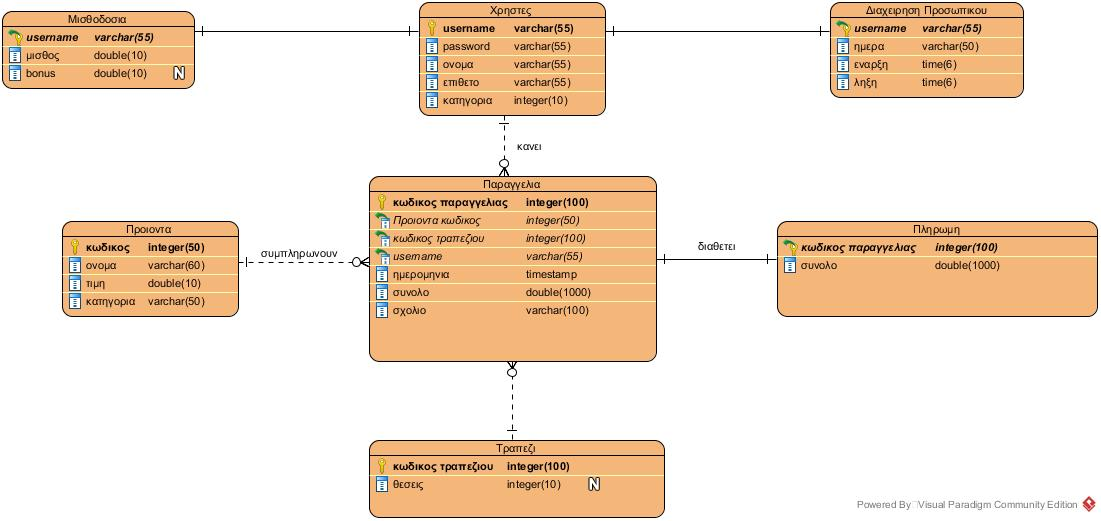 Μισθοδοσια
username varchar(55)
μισθος double(10)
bonus double(10) N
Χρηστες
username varchar(55)
password varchar(55)
ονομα varchar(55)
επιθετο varchar(55)
κατηγορια integer(10)
Διαχειρηση Προσωπικου
username varchar(55)
ημερα varchar(50)
εναρξη time(6)
ληξη time(6)
κανει
Παραγγελια
κωδικος παραγγελιας integer(100)
Προιοντα κωδικος integer(50)
κωδικος τραπεζιου integer(100)
username varchar(55)
ημερομηνια timestamp
συνολο double(1000)
σχολιο varchar(100)
Προιοντα
κωδικος integer(50)
ονομα varchar(60)
τιμη double(10)
κατηγορια varchar(50)
συμπληρωνουν
διαθετει
Πληρωμη
κωδικος παραγγελιας integer(100)
συνολο double(1000)
Τραπεζι
κωδικος τραπεζιου integer(100)
θεσεις integer(10) N
Powered By Visual Paradigm Community Edition